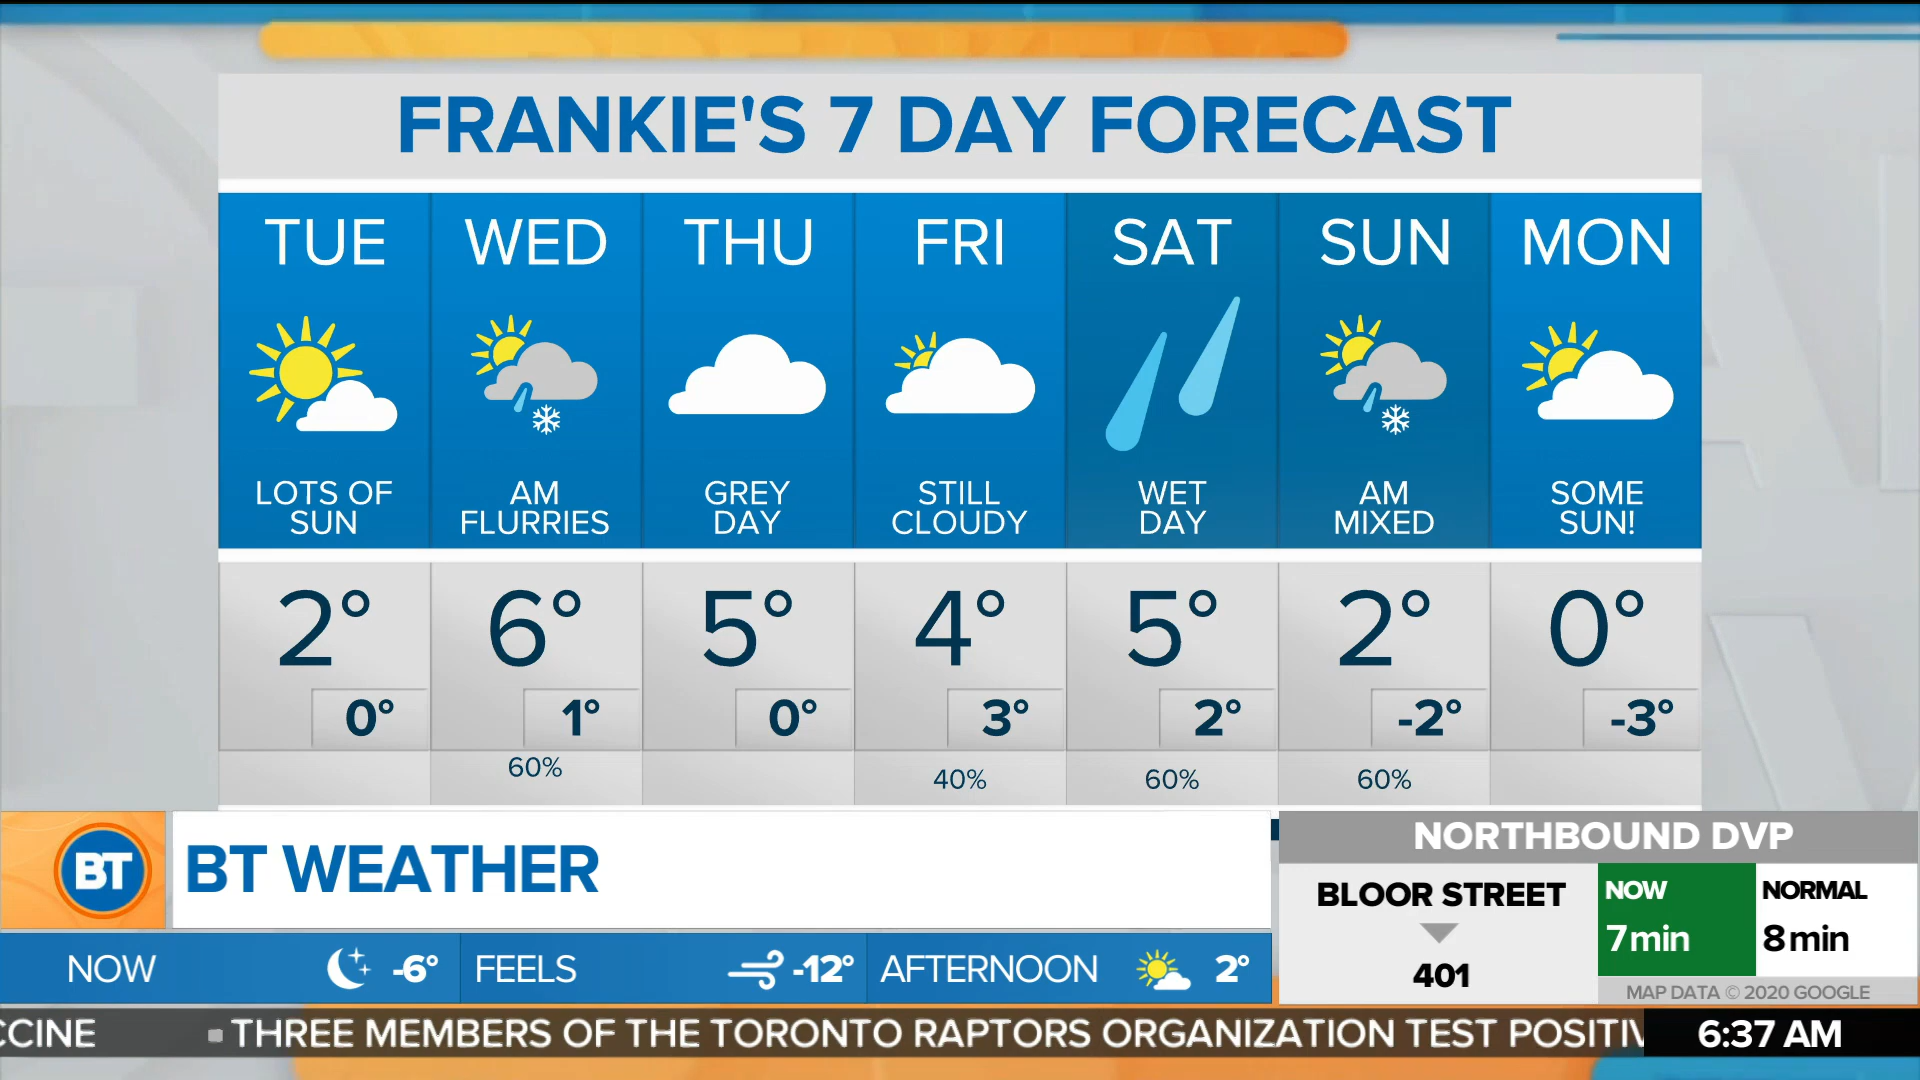 FRANKIE'S 7 DAY FORECAST
TUE WED THU FRI SAT SUN MON
LOTS OF SUN
AM FLURRIES
GREY DAY
STILL CLOUDY
WET DAY
AM MIXED
SOME SUN!
2° 6° 5° 4° 5° 2° 0°
0° 1° 0° 3° 2° -2° -3°
60% 40% 60% 60%
BT
BT WEATHER
NORTHBOUND DVP
BLOOR STREET
401
NOW
7 min
NORMAL
8 min
MAP DATA © 2020 GOOGLE
NOW -6° FEELS -12° AFTERNOON 2°
CCINE ▪ THREE MEMBERS OF THE TORONTO RAPTORS ORGANIZATION TEST POSITIV
6:37 AM